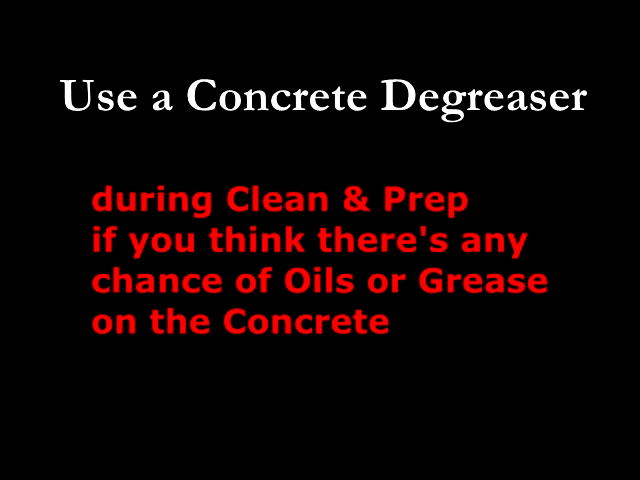 Use a Concrete Degreaser
during Clean & Prep
if you think there's any
chance of Oils or Grease
on the Concrete